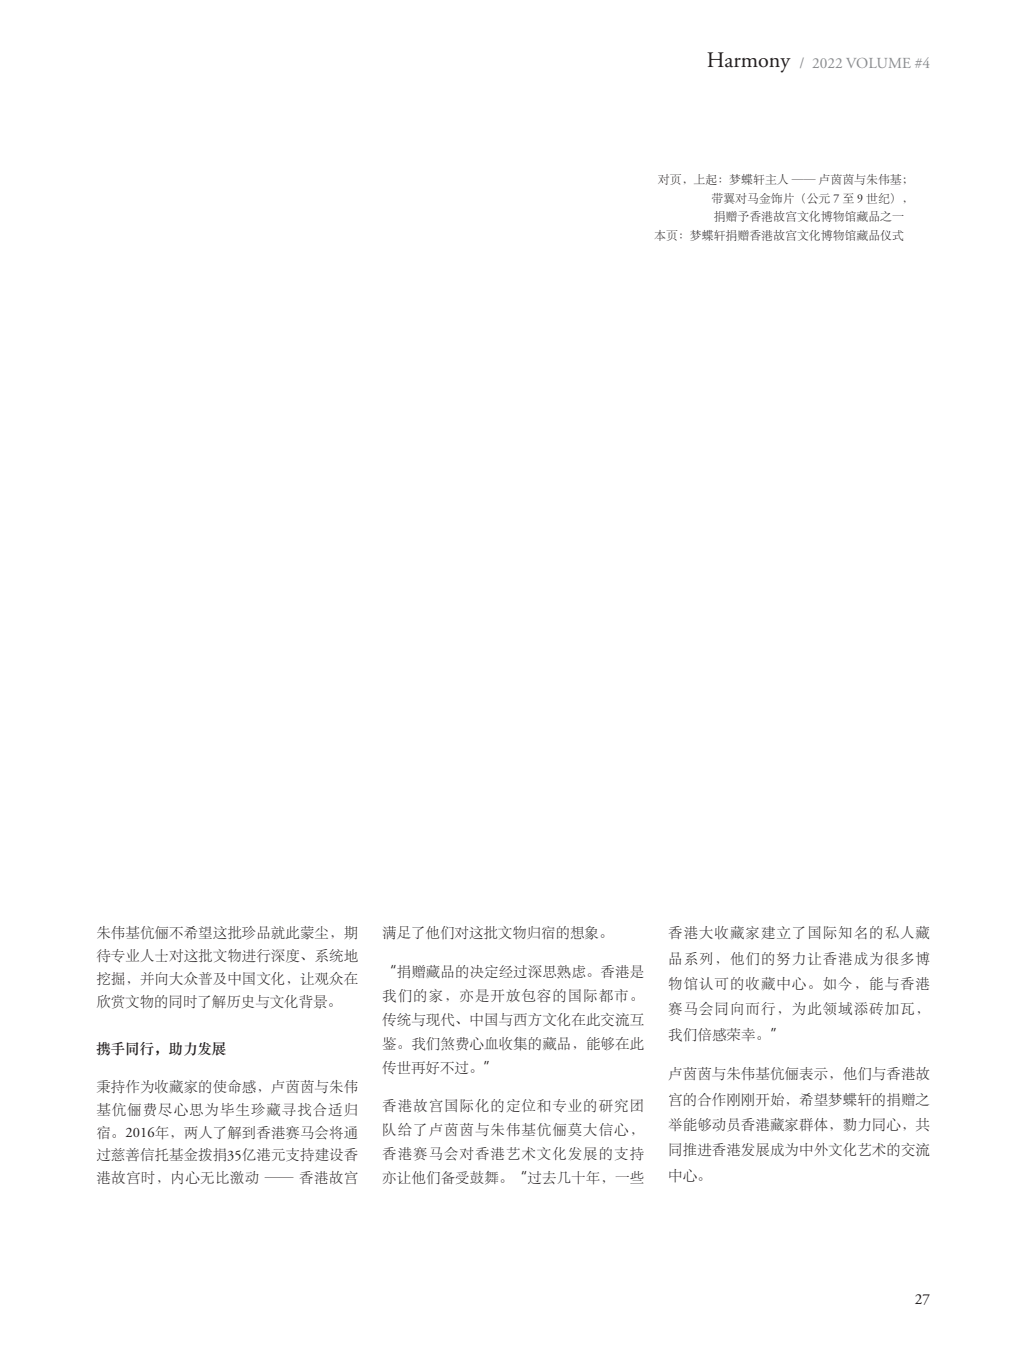 Harmony / 2022 VOLUME #4
对页，上起：梦蝶轩主人 —— 卢茵茵与朱伟基；
带翼对马金饰片（公元 7 至 9 世纪），
捐赠予香港故宫文化博物馆藏品之一
本页：梦蝶轩捐赠香港故宫文化博物馆藏品仪式
朱伟基伉俪不希望这批珍品就此蒙尘，期
待专业人士对这批文物进行深度、系统地
挖掘，并向大众普及中国文化，让观众在
欣赏文物的同时了解历史与文化背景。
携手同行，助力发展
秉持作为收藏家的使命感，卢茵茵与朱伟
基伉俪费尽心思为毕生珍藏寻找合适归
宿。2016年，两人了解到香港赛马会将通
过慈善信托基金拨捐35亿港元支持建设香
港故宫时，内心无比激动 —— 香港故宫
满足了他们对这批文物归宿的想象。
"捐赠藏品的决定经过深思熟虑。香港是
我们的家，亦是开放包容的国际都市。
传统与现代、中国与西方文化在此交流互
鉴。我们煞费心血收集的藏品，能够在此
传世再好不过。"
香港故宫国际化的定位和专业的研究团
队给了卢茵茵与朱伟基伉俪莫大信心，
香港赛马会对香港艺术文化发展的支持
亦让他们备受鼓舞。 "过去几十年，一些
香港大收藏家建立了国际知名的私人藏
品系列，他们的努力让香港成为很多博
物馆认可的收藏中心。如今，能与香港
赛马会同向而行，为此领域添砖加瓦，
我们倍感荣幸。"
卢茵茵与朱伟基伉俪表示，他们与香港故
宫的合作刚刚开始，希望梦蝶轩的捐赠之
举能够动员香港藏家群体，勠力同心，共
同推进香港发展成为中外文化艺术的交流
中心。
27